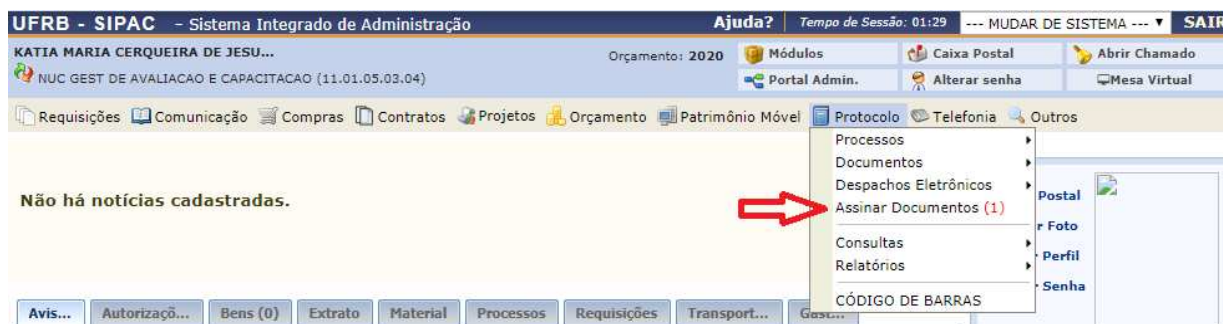 UFRB - SIPAC - Sistema Integrado de Administração Ajuda? Tempo de Sessão: 01:29 --- MUDAR DE SISTEMA --- SAIR
KATIA MARIA CERQUEIRA DE JESU... Orçamento: 2020 Módulos Caixa Postal Abrir Chamado
NUC GEST DE AVALIACAO E CAPACITACAO (11.01.05.03.04) Portal Admin. Alterar senha Mesa Virtual
Requisições Comunicação Compras Contratos Projetos Orçamento Patrimônio Móvel Protocolo Telefonia Outros
Processos
Documentos
Despachos Eletrônicos
Assinar Documentos (1)
Consultas
Relatórios
CÓDIGO DE BARRAS
Não há notícias cadastradas.
Postal
r Foto
Perfil
Senha
Avis... Autorizaçõ... Bens (0) Extrato Material Processos Requisições Transport...